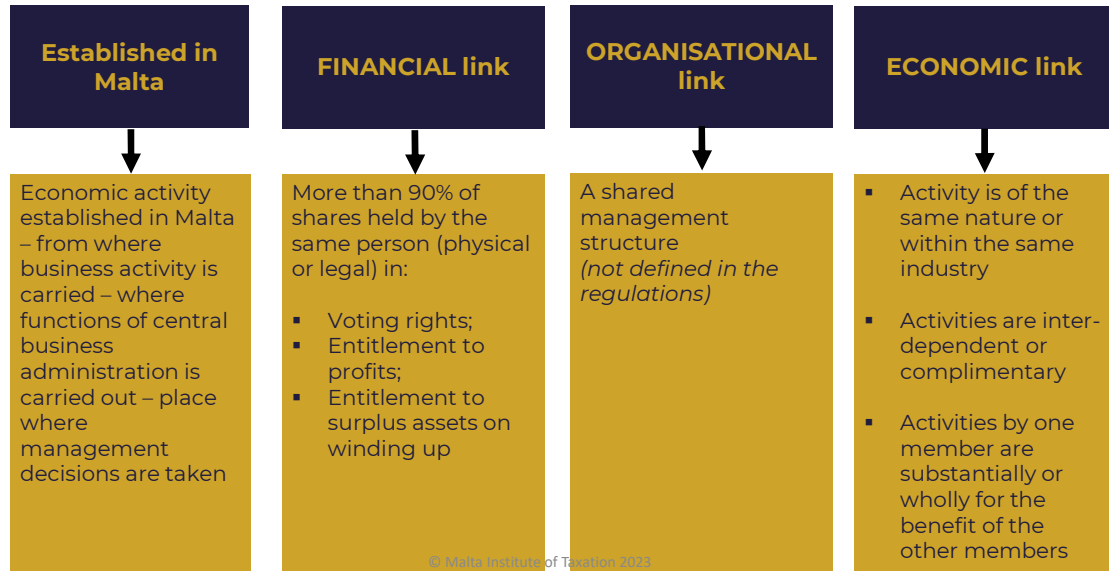 Established in
Malta
Economic activity
established in Malta
– from where
business activity is
carried – where
functions of central
business
administration is
carried out – place
where
management
decisions are taken
FINANCIAL link
More than 90% of
shares held by the
same person (physical
or legal) in:
▪ Voting rights;
▪ Entitlement to
profits;
▪ Entitlement to
surplus assets on
winding up
ORGANISATIONAL
link
A shared
management
structure
(not defined in the
regulations)
ECONOMIC link
▪ Activity is of the
same nature or
within the same
industry
▪ Activities are inter-
dependent or
complimentary
▪ Activities by one
member are
substantially or
wholly for the
benefit of the
other members
© Malta Institute of Taxation 2023